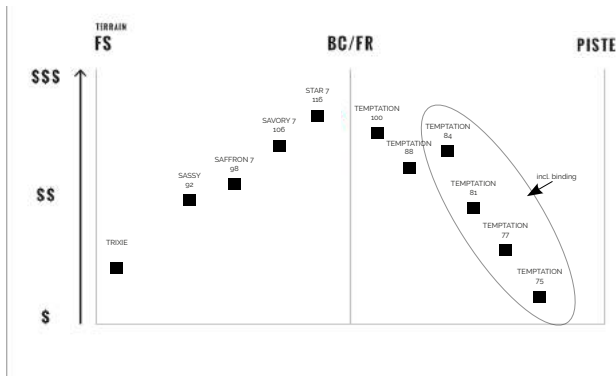 TERRAIN
FS
BC/FR
PISTE
$$$
STAR 7
116
TEMPTATION
100
SAVORY 7
106
TEMPTATION
84
TEMPTATION
88
SAFFRON 7
98
SASSY
92
incl. binding
$$
TEMPTATION
81
TEMPTATION
77
TRIXIE
TEMPTATION
75
$